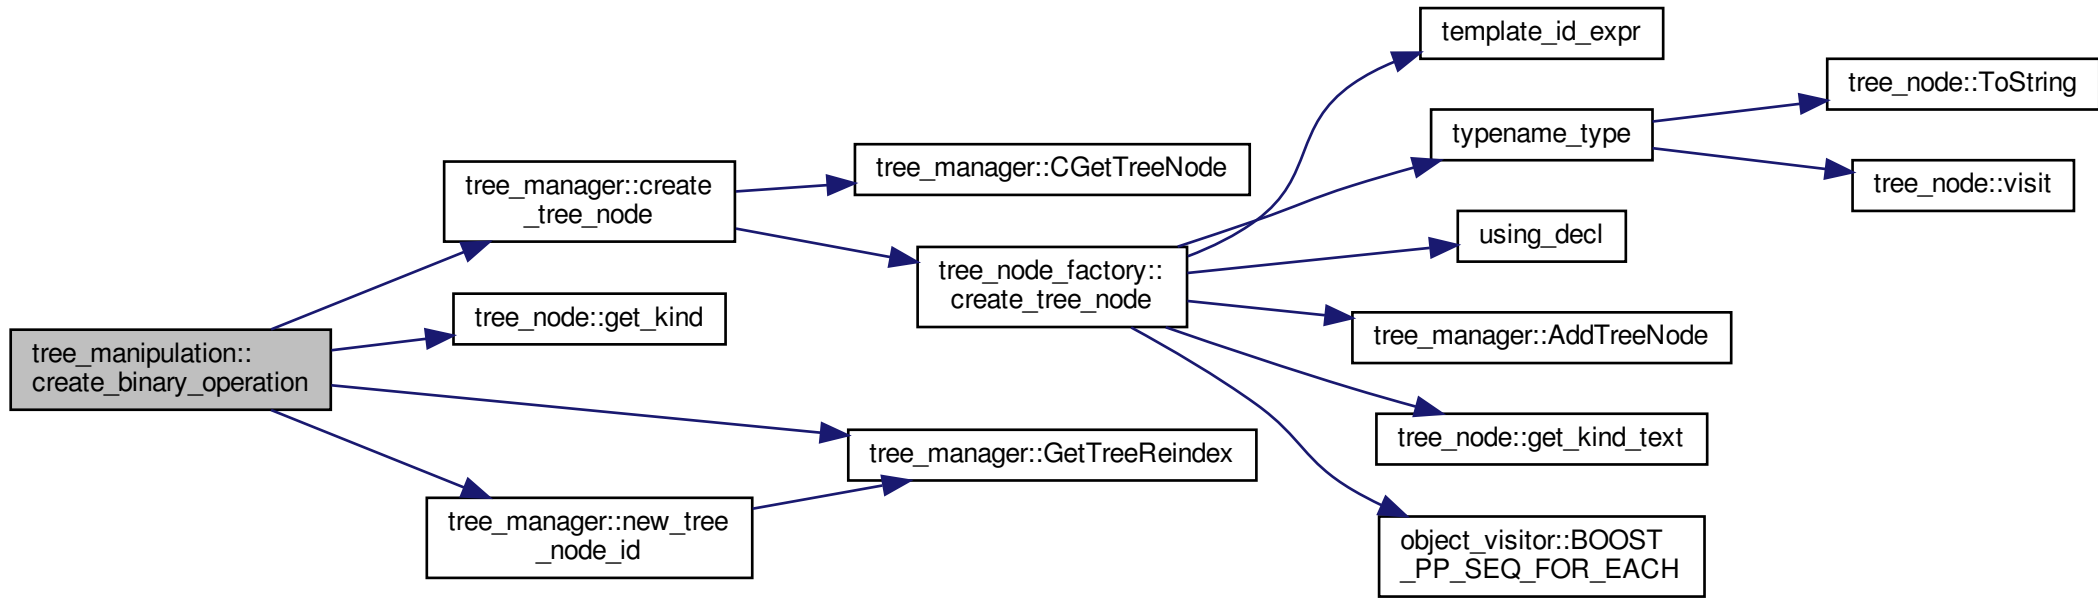 tree_manipulation::
create_binary_operation
tree_manager::create
_tree_node
tree_node::get_kind
tree_manager::new_tree
_node_id
tree_manager::CGetTreeNode
tree_node_factory::
create_tree_node
tree_manager::GetTreeReindex
template_id_expr
typename_type
using_decl
tree_manager::AddTreeNode
tree_node::get_kind_text
object_visitor::BOOST
_PP_SEQ_FOR_EACH
tree_node::ToString
tree_node::visit